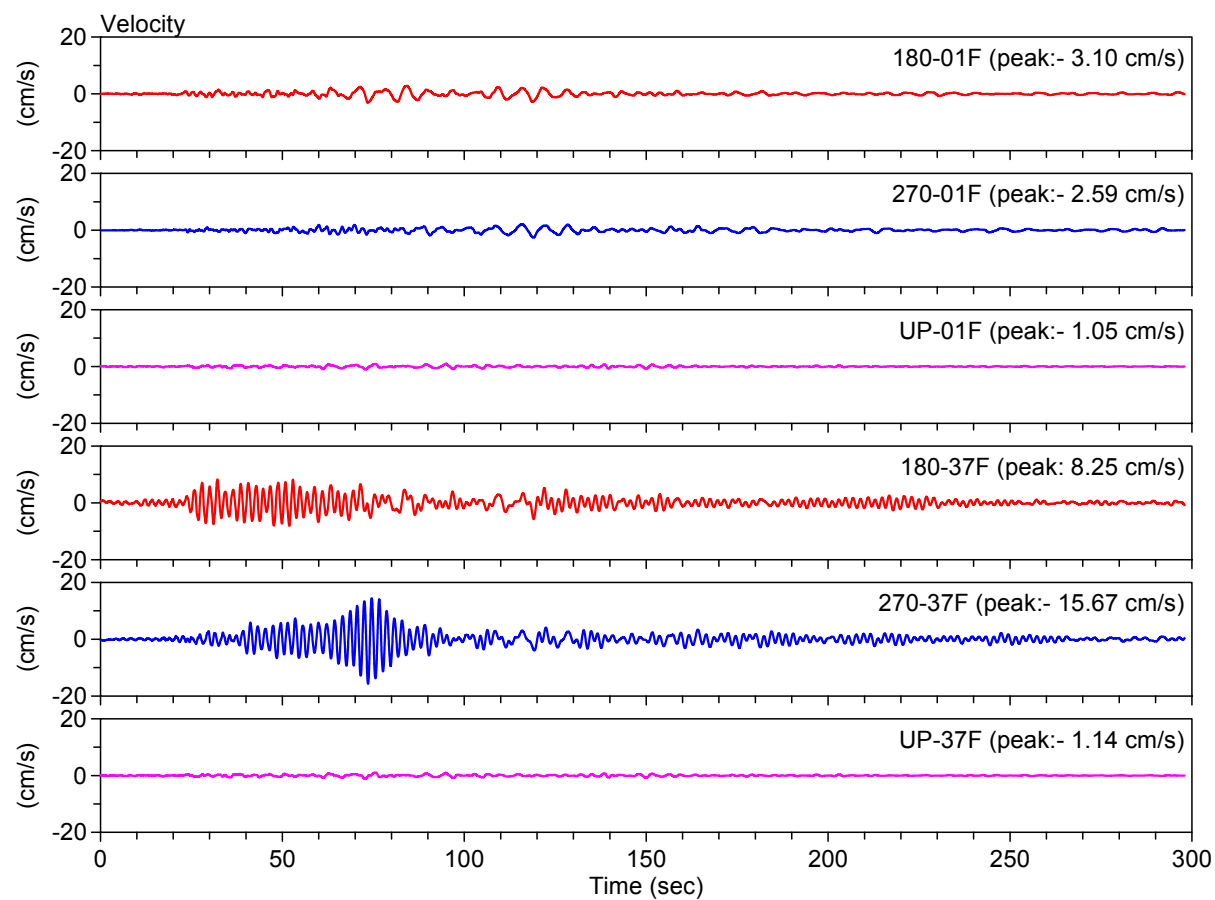 Velocity
20
0
-20
(cm/s)
180-01F (peak:- 3.10 cm/s)
20
0
-20
(cm/s)
270-01F (peak:- 2.59 cm/s)
20
0
-20
(cm/s)
UP-01F (peak:- 1.05 cm/s)
20
0
-20
(cm/s)
180-37F (peak: 8.25 cm/s)
20
0
-20
(cm/s)
270-37F (peak:- 15.67 cm/s)
20
0
-20
(cm/s)
UP-37F (peak:- 1.14 cm/s)
0 50 100 150 200 250 300
Time (sec)